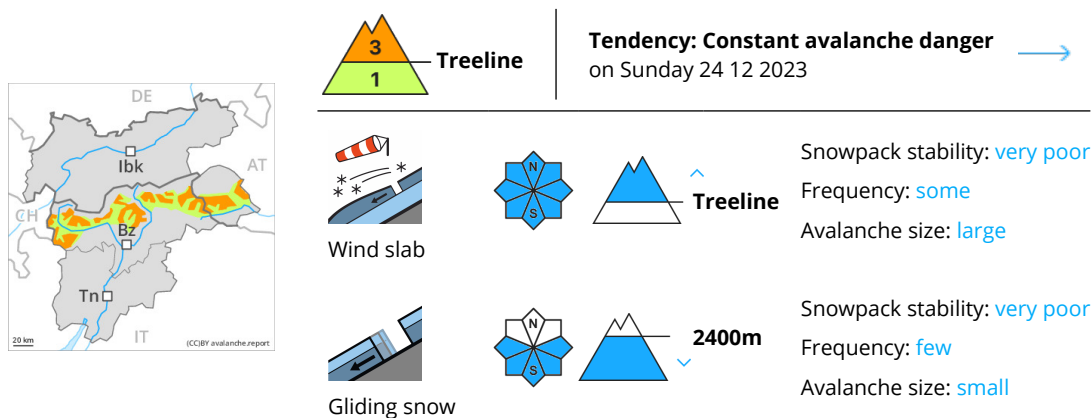 3
1
Treeline
Tendency: Constant avalanche danger
on Sunday 24 12 2023
DE
Ibk
AT
CH
Bz
Tn
IT
20 km
(CC)BY avalanche.report
N
S
Treeline
Snowpack stability: very poor
Frequency: some
Avalanche size: large
Wind slab
N
S
2400m
Snowpack stability: very poor
Frequency: few
Avalanche size: small
Gliding snow